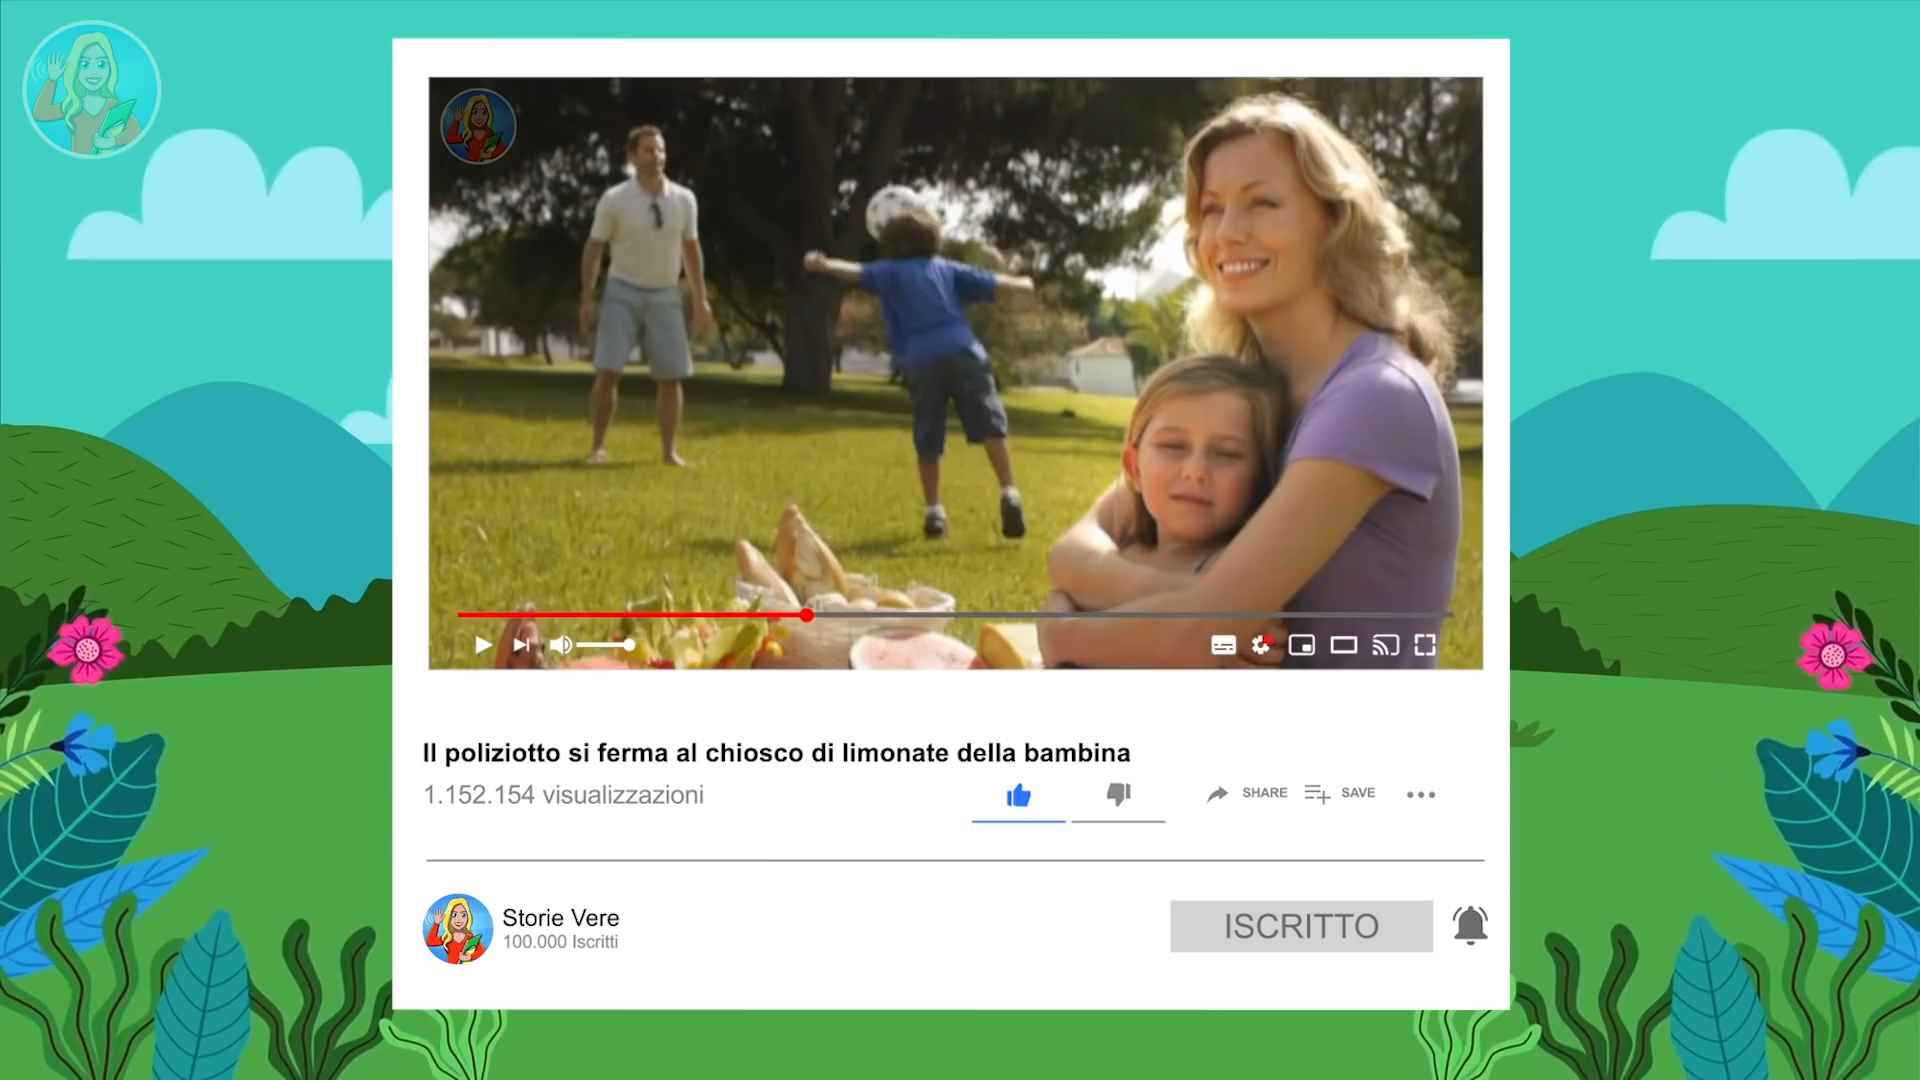 Il poliziotto si ferma al chiosco di limonate della bambina
1.152.154 visualizzazioni
SHARE
SAVE
Storie Vere
100.000 Iscritti
ISCRITTO